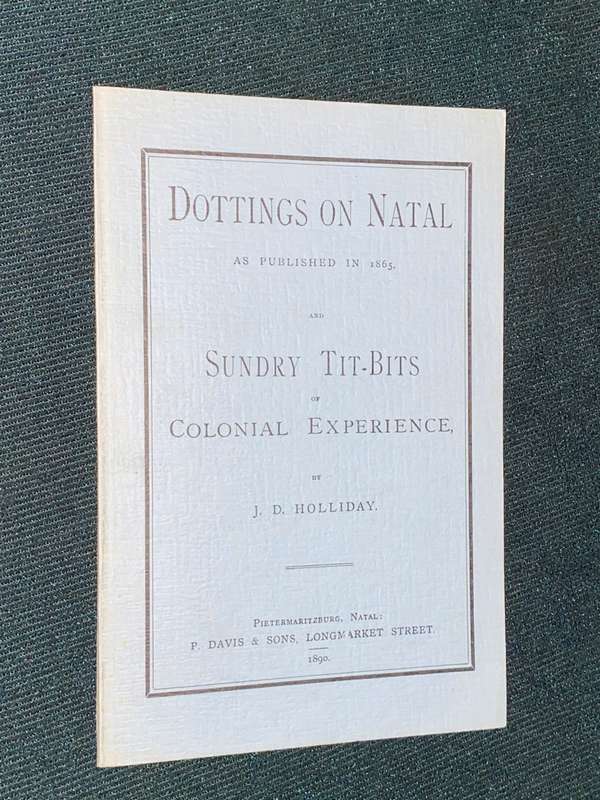 DOTTINGS ON NATAL
AS PUBLISHED IN 1865,
AND
SUNDRY TIT-BITS
OF
COLONIAL EXPERIENCE,
BY
J. D. HOLLIDAY.
PIETERMARITZBURG, NATAL:
P. DAVIS & SONS, LONGMARKET STREET.
1890.